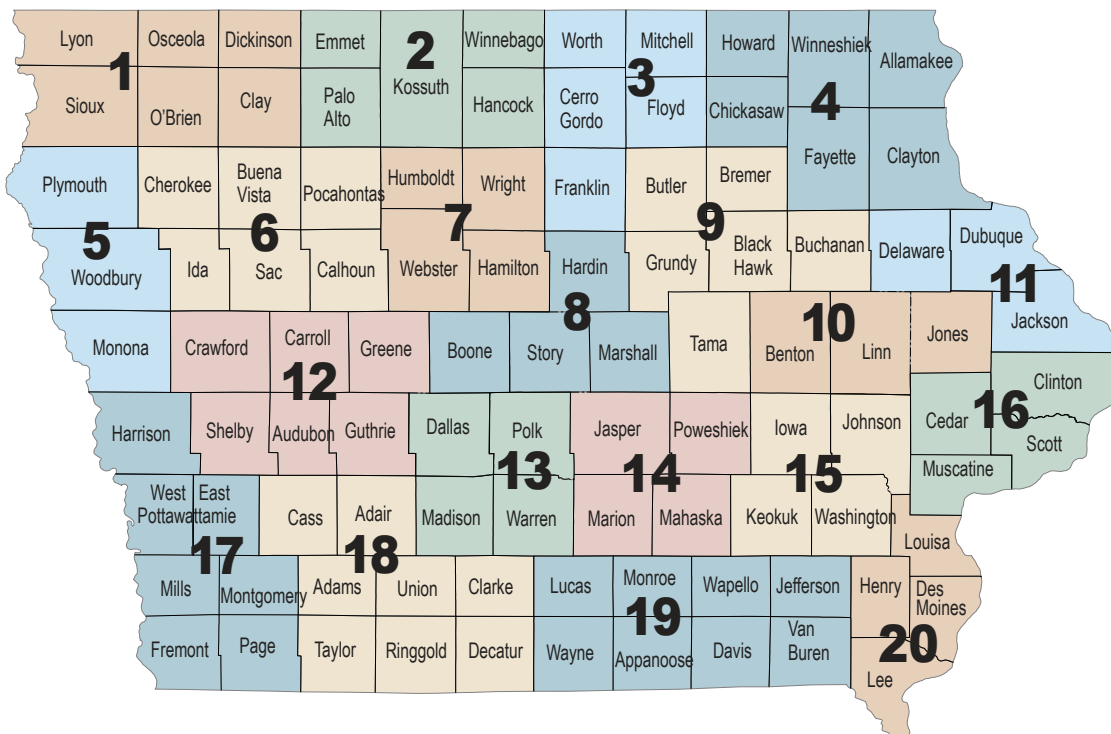 Lyon
Osceola
Dickinson
Emmet
2
Kossuth
Winnebago
Worth
Mitchell
Howard
Winneshiek
Allamakee
1
3
4
Sioux
O'Brien
Clay
Palo
Alto
Hancock
Cerro
Gordo
Floyd
Chickasaw
Fayette
Clayton
Plymouth
Cherokee
Buena
Vista
Pocahontas
Humboldt
Wright
Franklin
Butler
Bremer
5
6
7
9
Woodbury
Ida
Sac
Calhoun
Webster
Hamilton
Hardin
Grundy
Black
Hawk
Buchanan
Delaware
Dubuque
8
11
Jackson
Monona
Crawford
Carroll
Greene
Boone
Story
Marshall
Tama
10
Benton
Linn
Jones
12
Harrison
Shelby
Audubon
Guthrie
Dallas
Polk
Jasper
Poweshiek
Iowa
Johnson
Cedar
16
Clinton
Scott
13
14
15
Muscatine
West
Pottawattamie
East
Cass
Adair
Madison
Warren
Marion
Mahaska
Keokuk
Washington
Louisa
17
18
Mills
Montgomery
Adams
Union
Clarke
Lucas
Monroe
Wapello
Jefferson
Henry
Des
Moines
19
20
Fremont
Page
Taylor
Ringgold
Decatur
Wayne
Appanoose
Davis
Van
Buren
Lee